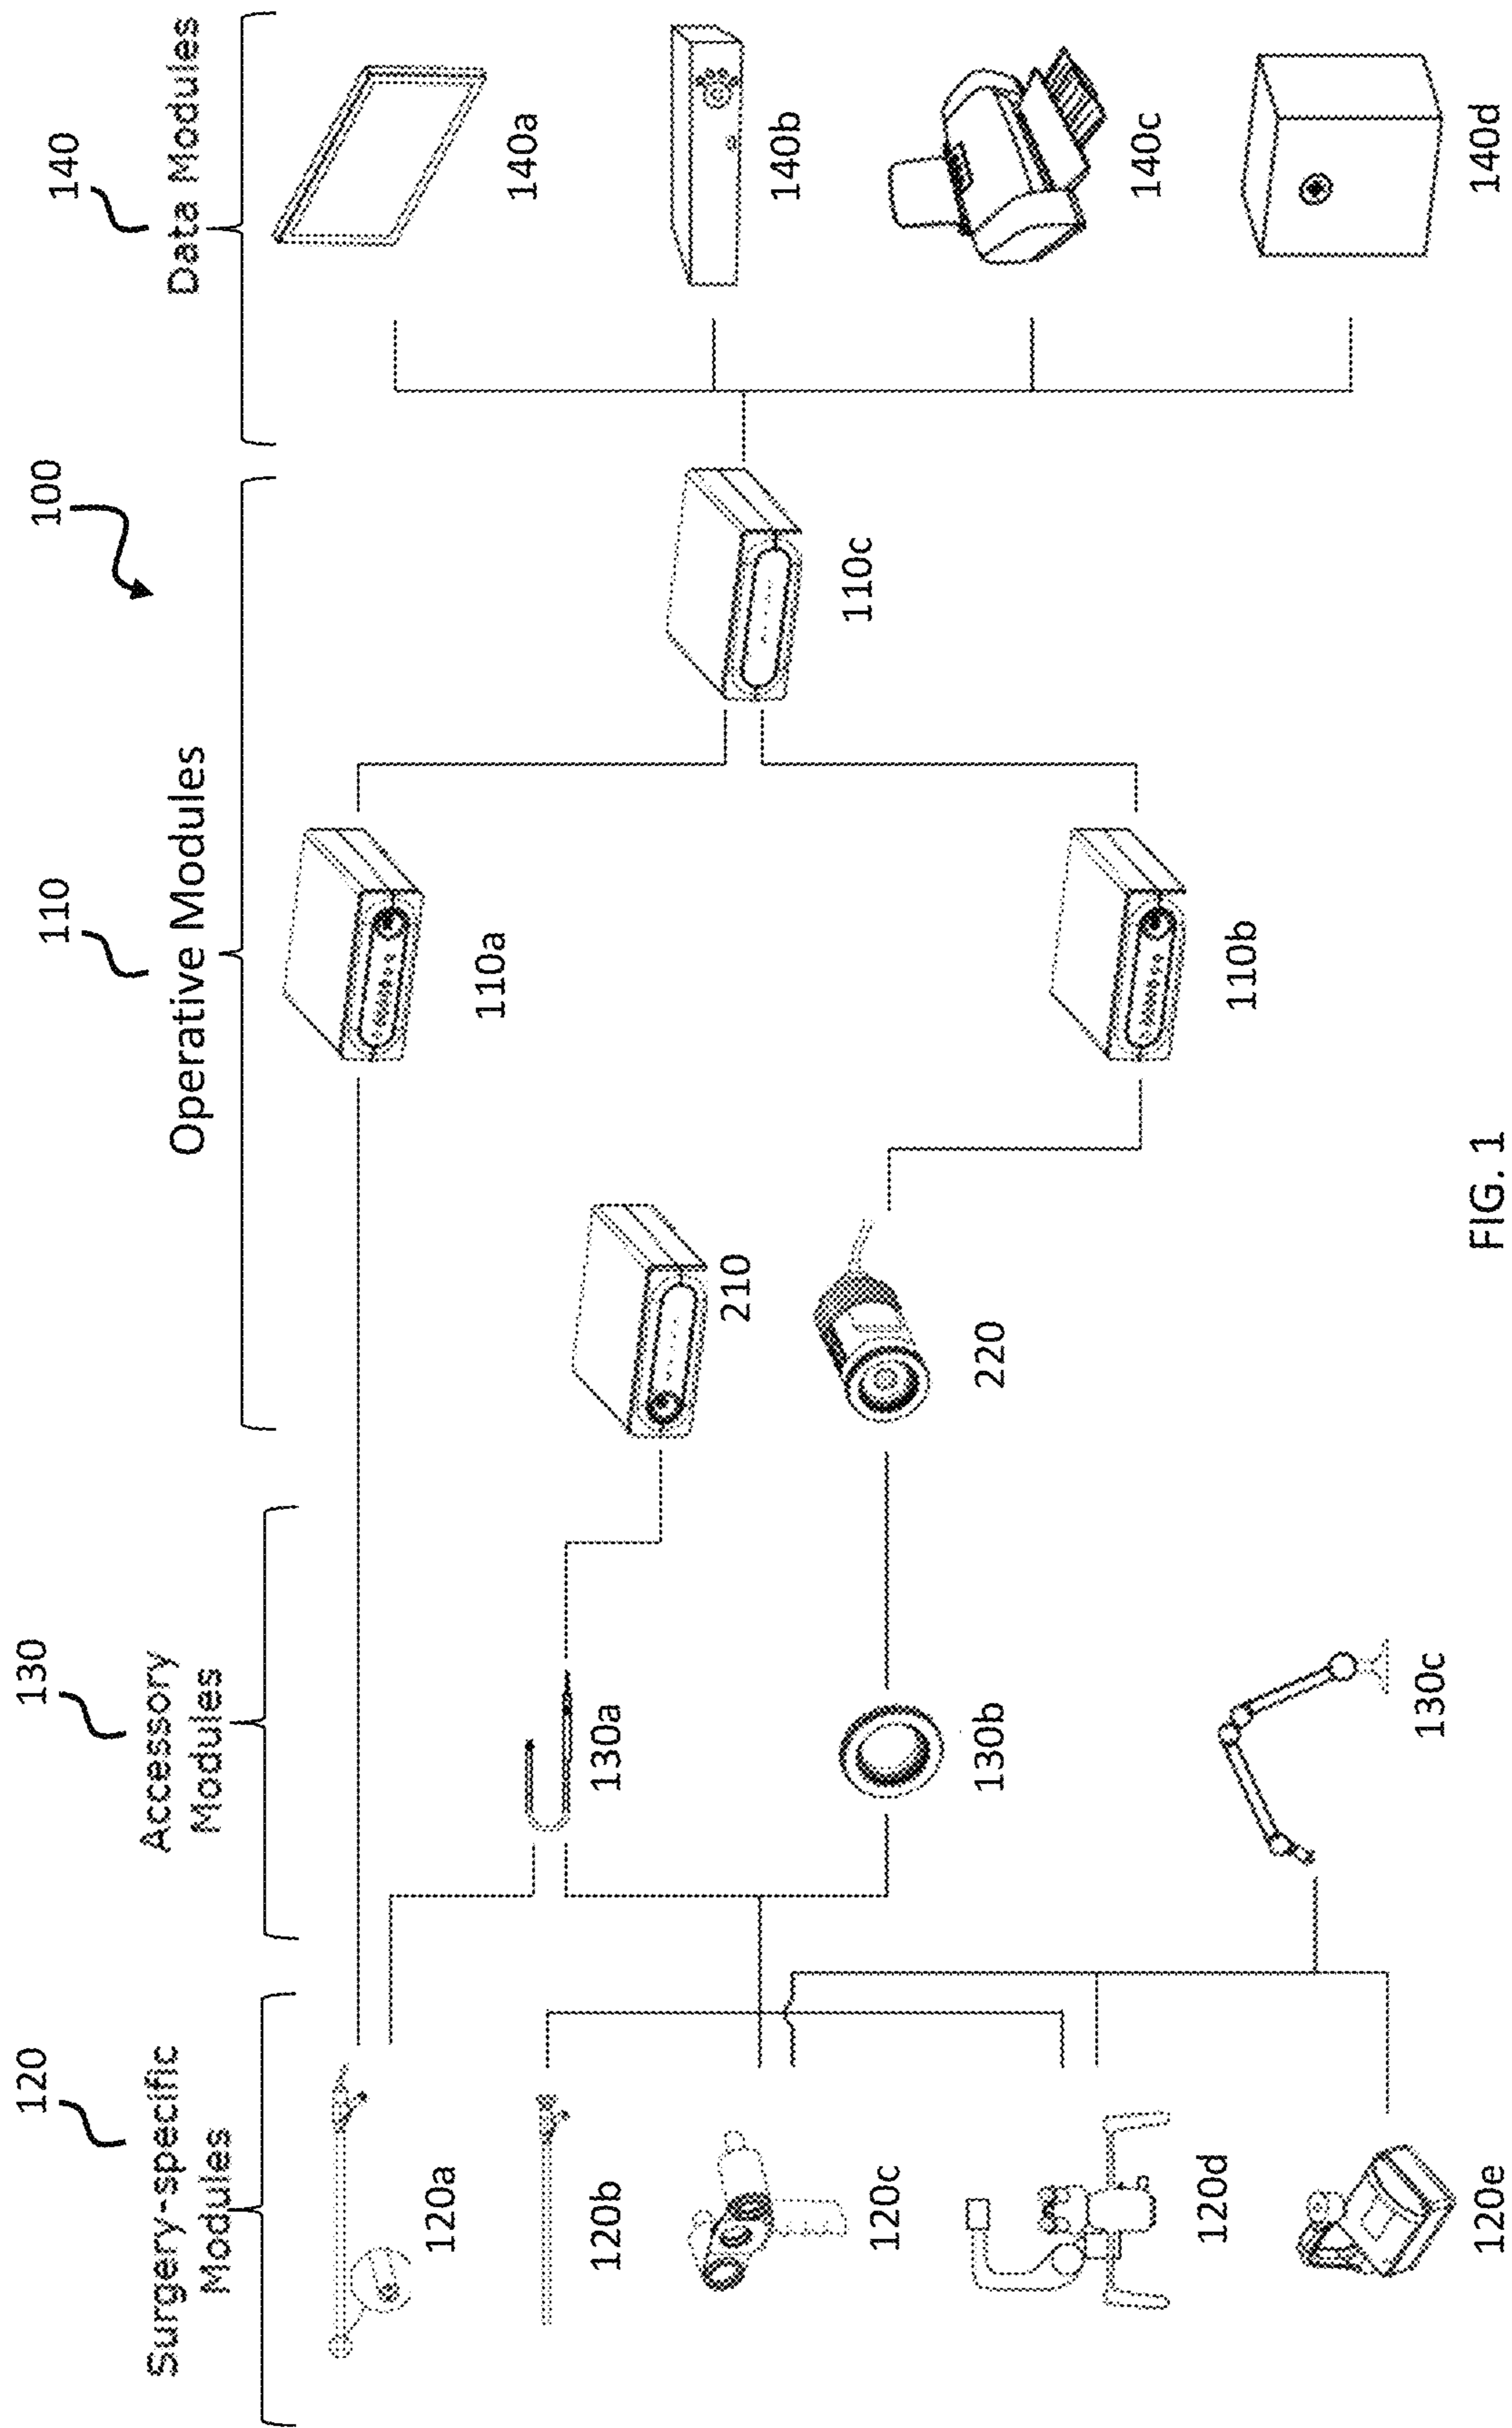 100
120
Surgery-specific
Modules
130
Accessory
Modules
110
Operative Modules
140
Data Modules
120a
120b
120c
120d
120e
130a
130b
130c
210
220
110a
110b
110c
140a
140b
140c
140d
FIG. 1